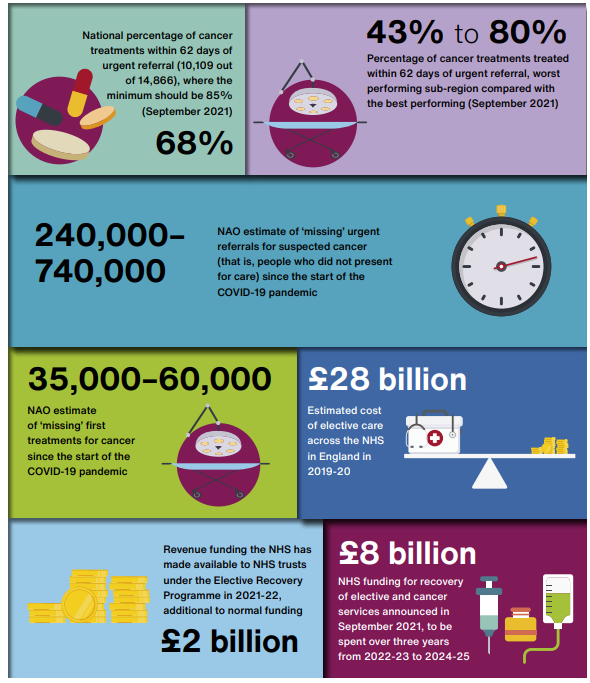 National percentage of cancer
treatments within 62 days of
urgent referral (10,109 out
of 14,866), where the
minimum should be 85%
(September 2021)
68%
43% to 80%
Percentage of cancer treatments treated
within 62 days of urgent referral, worst
performing sub-region compared with
the best performing (September 2021)
240,000–
740,000
NAO estimate of ‘missing’ urgent
referrals for suspected cancer
(that is, people who did not present
for care) since the start of the
COVID-19 pandemic
35,000–60,000
NAO estimate
of ‘missing’ first
treatments for cancer
since the start of the
COVID-19 pandemic
£28 billion
Estimated cost
of elective care
across the NHS
in England in
2019-20
Revenue funding the NHS has
made available to NHS trusts
under the Elective Recovery
Programme in 2021-22,
additional to normal funding
£2 billion
£8 billion
NHS funding for recovery
of elective and cancer
services announced in
September 2021, to be
spent over three years
from 2022-23 to 2024-25